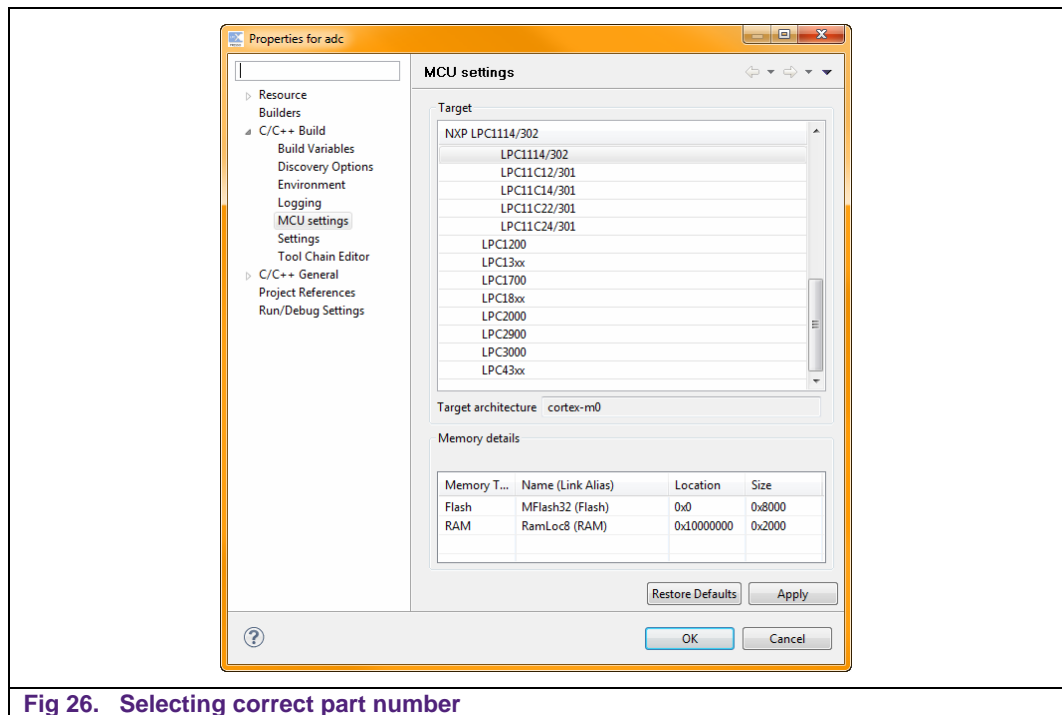 Properties for adc
MCU settings
Resource
Builders
C/C++ Build
Build Variables
Discovery Options
Environment
Logging
MCU settings
Settings
Tool Chain Editor
C/C++ General
Project References
Run/Debug Settings
Target
NXP LPC1114/302
LPC1114/302
LPC11C12/301
LPC11C14/301
LPC11C22/301
LPC11C24/301
LPC1200
LPC13xx
LPC1700
LPC18xx
LPC2000
LPC2900
LPC3000
LPC43xx
Target architecture cortex-m0
Memory details
Memory T... Name (Link Alias) Location Size
Flash MFlash32 (Flash) 0x0 0x8000
RAM RamLoc8 (RAM) 0x10000000 0x2000
Restore Defaults Apply
OK Cancel
Fig 26. Selecting correct part number